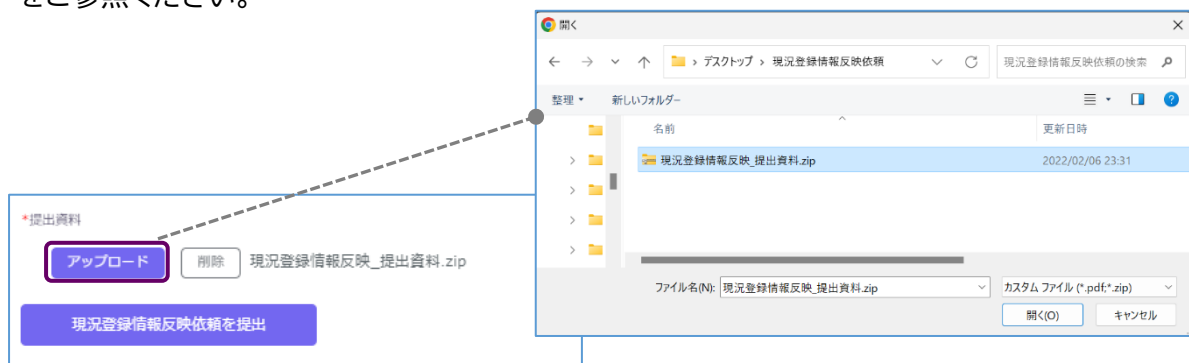 をご参照ください。
開く
デスクトップ > 現況登録情報反映依頼
現況登録情報反映依頼の検索
整理
新しいフォルダー
名前
更新日時
現況登録情報反映_提出資料.zip
2022/02/06 23:31
ファイル名(N): 現況登録情報反映_提出資料.zip
カスタム ファイル (*.pdf;*.zip)
開く(O)
キャンセル
*提出資料
アップロード
削除
現況登録情報反映_提出資料.zip
現況登録情報反映依頼を提出